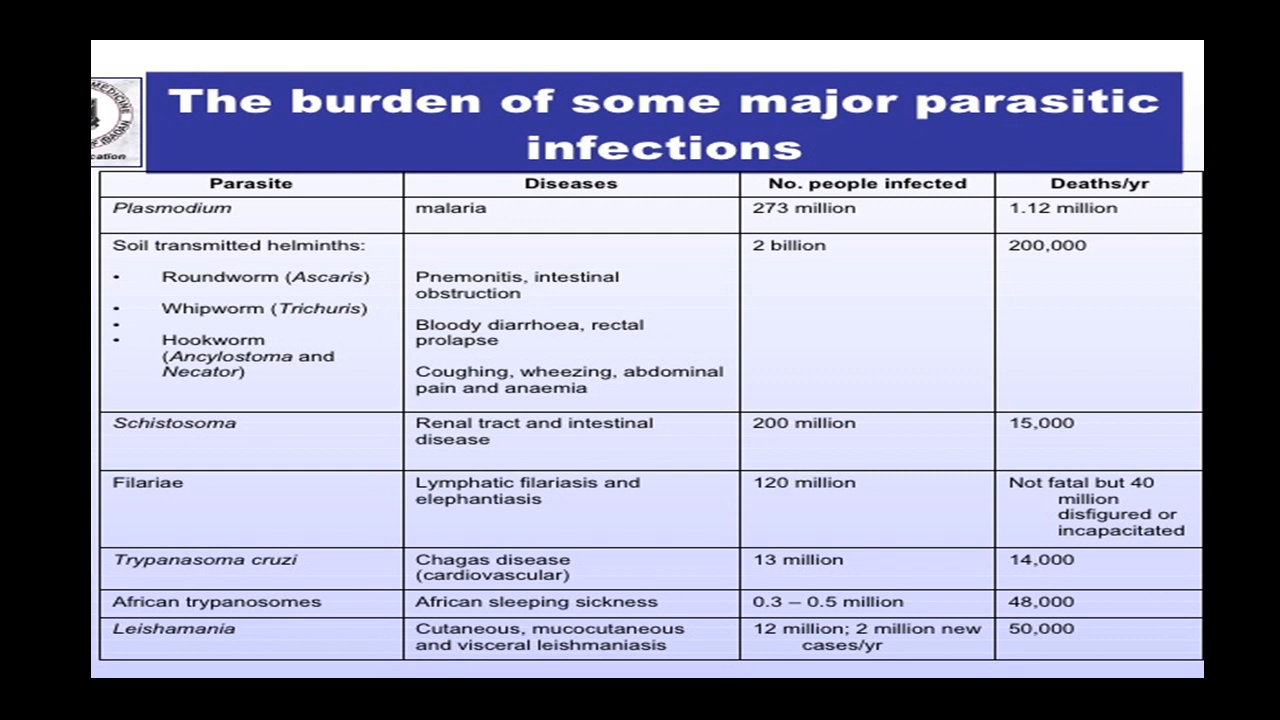 The burden of some major parasitic
infections
MEDICINE
IBADAN
cation
Parasite Diseases No. people infected Deaths/yr
Plasmodium malaria 273 million 1.12 million
Soil transmitted helminths: 2 billion 200,000
• Roundworm (Ascaris) Pnemonitis, intestinal
obstruction
• Whipworm (Trichuris)
• Bloody diarrhoea, rectal
• Hookworm prolapse
(Ancylostoma and
Necator) Coughing, wheezing, abdominal
pain and anaemia
Schistosoma Renal tract and intestinal 200 million 15,000
disease
Filariae Lymphatic filariasis and 120 million Not fatal but 40
elephantiasis million
disfigured or
incapacitated
Trypanasoma cruzi Chagas disease 13 million 14,000
(cardiovascular)
African trypanosomes African sleeping sickness 0.3 – 0.5 million 48,000
Leishamania Cutaneous, mucocutaneous 12 million; 2 million new 50,000
and visceral leishmaniasis cases/yr